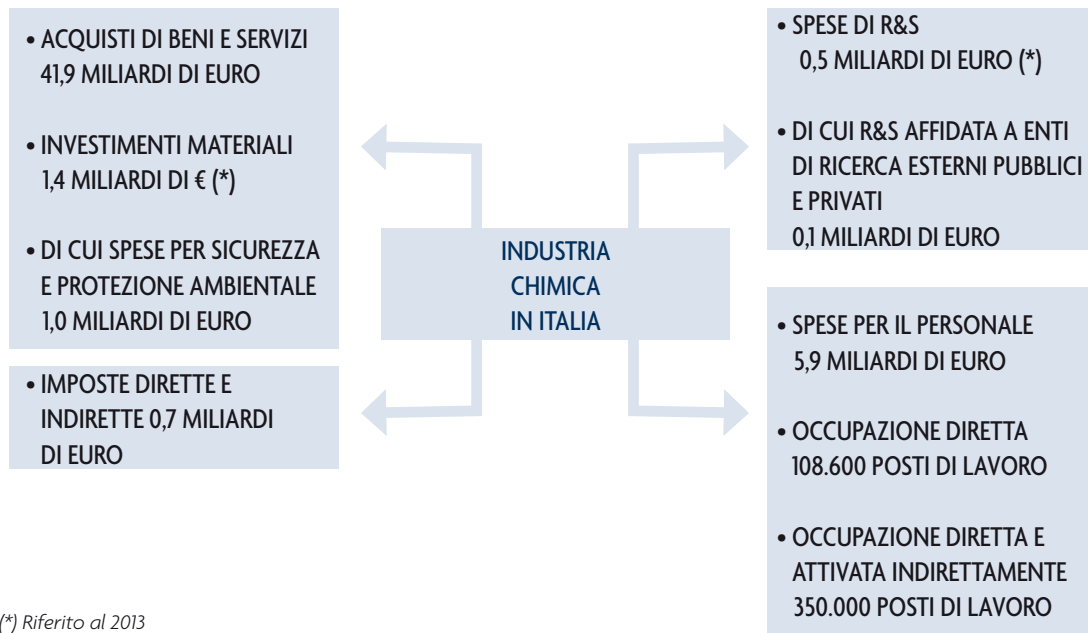 • ACQUISTI DI BENI E SERVIZI
41,9 MILIARDI DI EURO
• INVESTIMENTI MATERIALI
1,4 MILIARDI DI € (*)
• DI CUI SPESE PER SICUREZZA
E PROTEZIONE AMBIENTALE
1,0 MILIARDI DI EURO
• IMPOSTE DIRETTE E
INDIRETTE 0,7 MILIARDI
DI EURO
INDUSTRIA
CHIMICA
IN ITALIA
• SPESE DI R&S
0,5 MILIARDI DI EURO (*)
• DI CUI R&S AFFIDATA A ENTI
DI RICERCA ESTERNI PUBBLICI
E PRIVATI
0,1 MILIARDI DI EURO
• SPESE PER IL PERSONALE
5,9 MILIARDI DI EURO
• OCCUPAZIONE DIRETTA
108.600 POSTI DI LAVORO
• OCCUPAZIONE DIRETTA E
ATTIVATA INDIRETTAMENTE
350.000 POSTI DI LAVORO
(*) Riferito al 2013